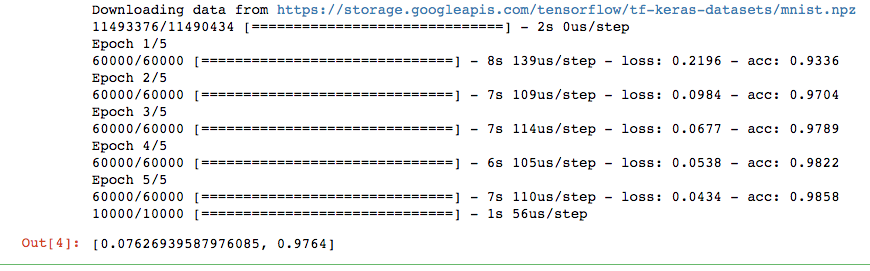 Downloading data from https://storage.googleapis.com/tensorflow/tf-keras-datasets/mnist.npz
11493376/11490434 [==============================] - 2s 0us/step
Epoch 1/5
60000/60000 [==============================] - 8s 139us/step - loss: 0.2196 - acc: 0.9336
Epoch 2/5
60000/60000 [==============================] - 7s 109us/step - loss: 0.0984 - acc: 0.9704
Epoch 3/5
60000/60000 [==============================] - 7s 114us/step - loss: 0.0677 - acc: 0.9789
Epoch 4/5
60000/60000 [==============================] - 6s 105us/step - loss: 0.0538 - acc: 0.9822
Epoch 5/5
60000/60000 [==============================] - 7s 110us/step - loss: 0.0434 - acc: 0.9858
10000/10000 [==============================] - 1s 56us/step
Out[4]: [0.07626939587976085, 0.9764]